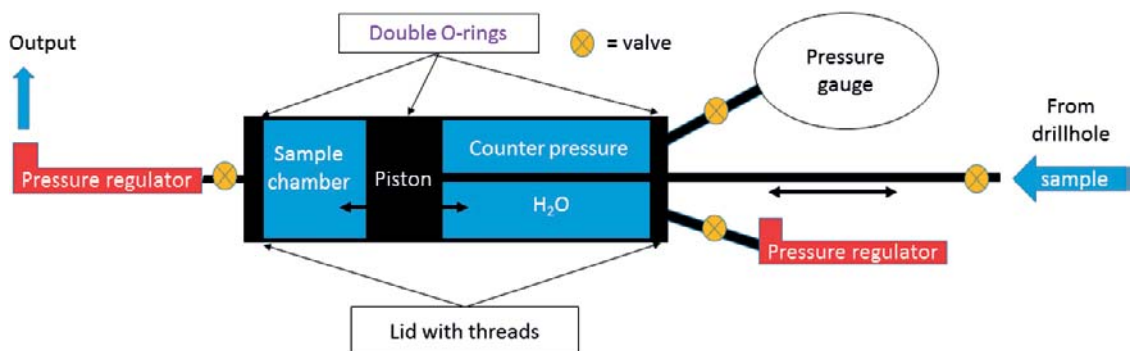 Output
Double O-rings
= valve
Pressure
gauge
From
drillhole
sample
Pressure regulator
Sample
chamber
Piston
Counter pressure
H₂O
Pressure regulator
Lid with threads